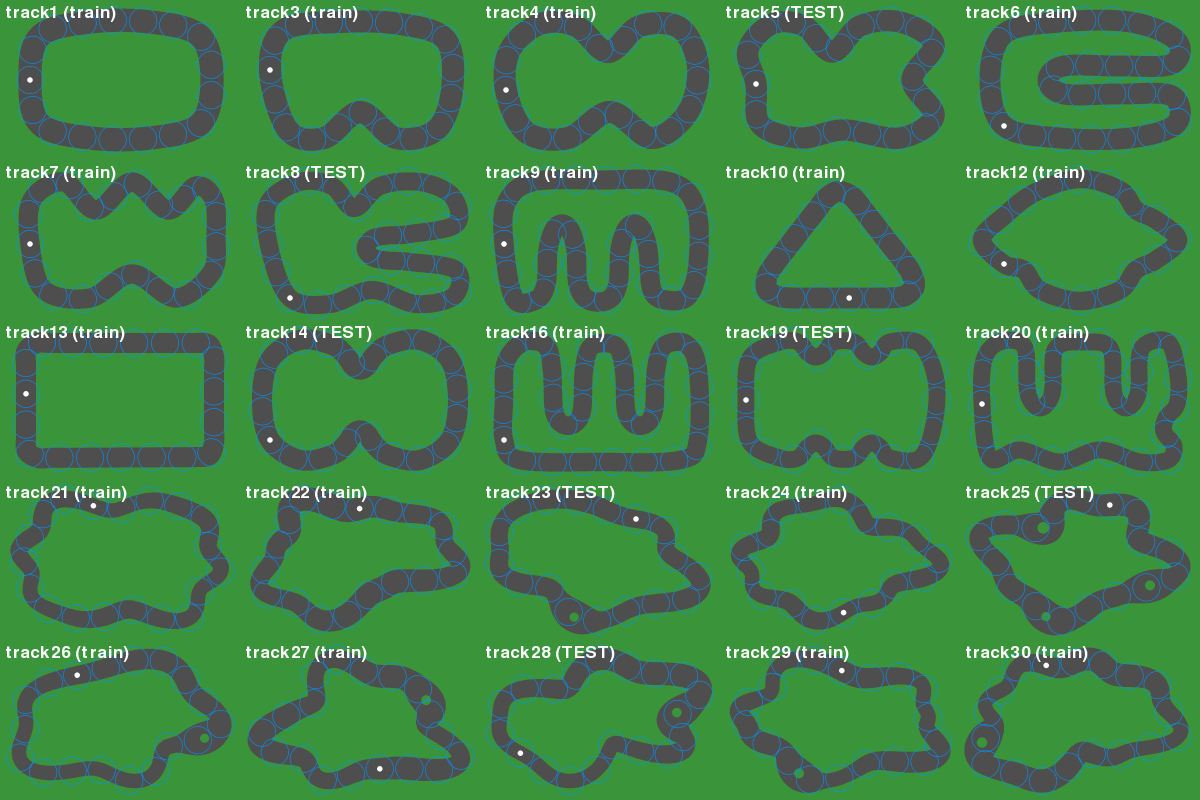 track1 (train)
track3 (train)
track4 (train)
track5 (TEST)
track6 (train)
track7 (train)
track8 (TEST)
track9 (train)
track10 (train)
track12 (train)
track13 (train)
track14 (TEST)
track16 (train)
track19 (TEST)
track20 (train)
track21 (train)
track22 (train)
track23 (TEST)
track24 (train)
track25 (TEST)
track26 (train)
track27 (train)
track28 (TEST)
track29 (train)
track30 (train)